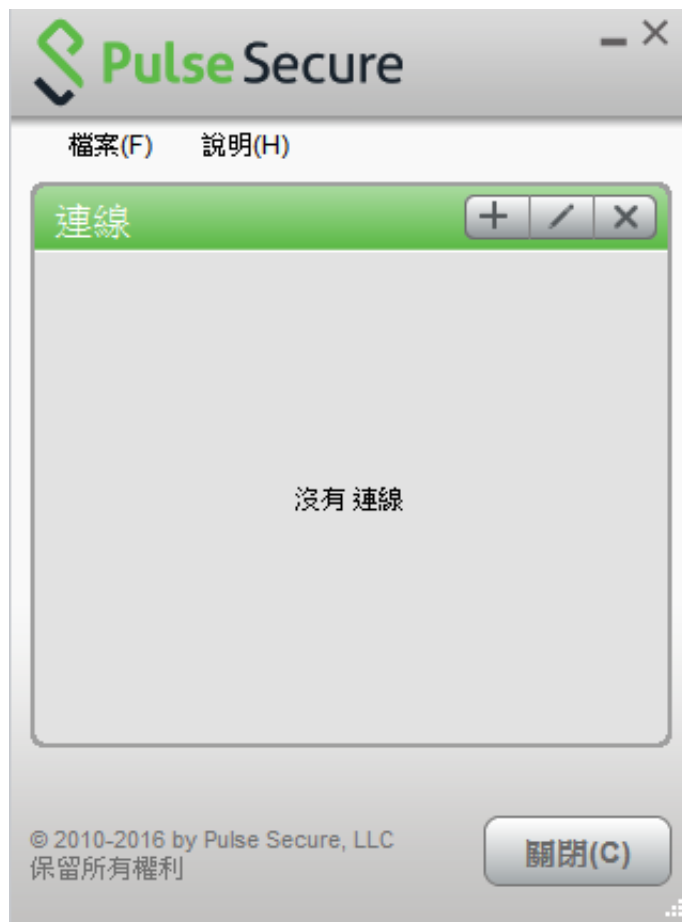 Pulse Secure
檔案(F) 說明(H)
連線
沒有 連線
© 2010-2016 by Pulse Secure, LLC
保留所有權利
關閉(C)